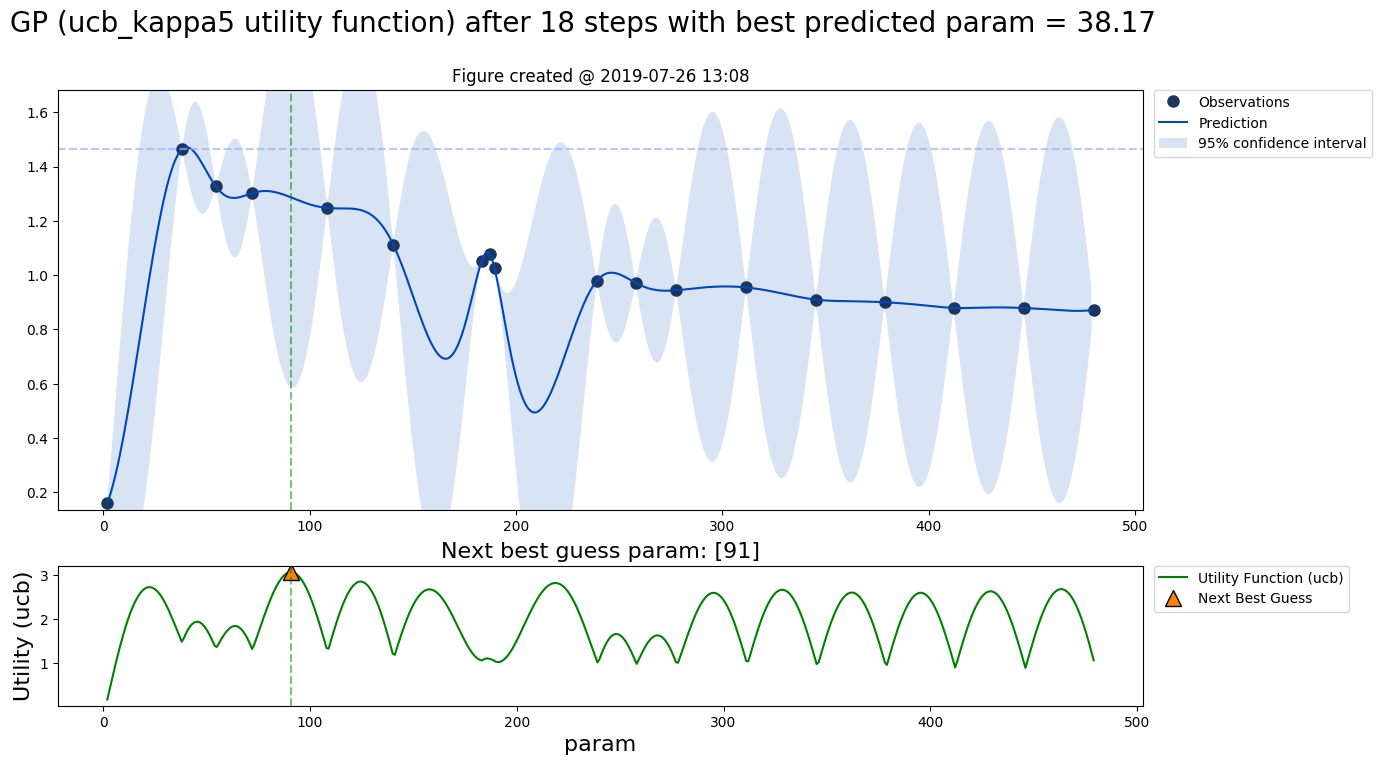 GP (ucb_kappa5 utility function) after 18 steps with best predicted param = 38.17
Figure created @ 2019-07-26 13:08
1.6
1.4
1.2
1.0
0.8
0.6
0.4
0.2
0 100 200 300 400 500
Observations
Prediction
95% confidence interval
Next best guess param: [91]
Utility (ucb)
3
2
1
0 100 200 300 400 500
param
Utility Function (ucb)
Next Best Guess